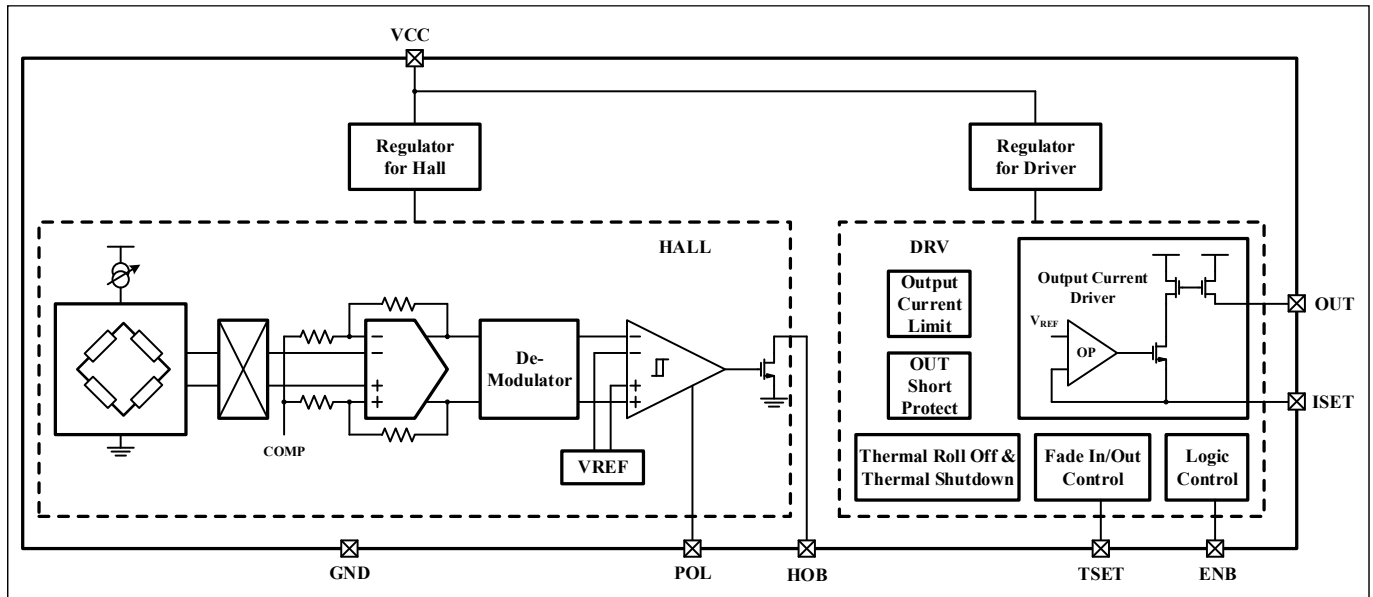 VCC
Regulator
for Hall
Regulator
for Driver
HALL
DRV
Output
Current
Limit
OUT
Short
Protect
Output Current
Driver
VREF
OP
OUT
ISET
De-
Modulator
COMP
VREF
Thermal Roll Off &
Thermal Shutdown
Fade In/Out
Control
Logic
Control
GND
POL
HOB
TSET
ENB